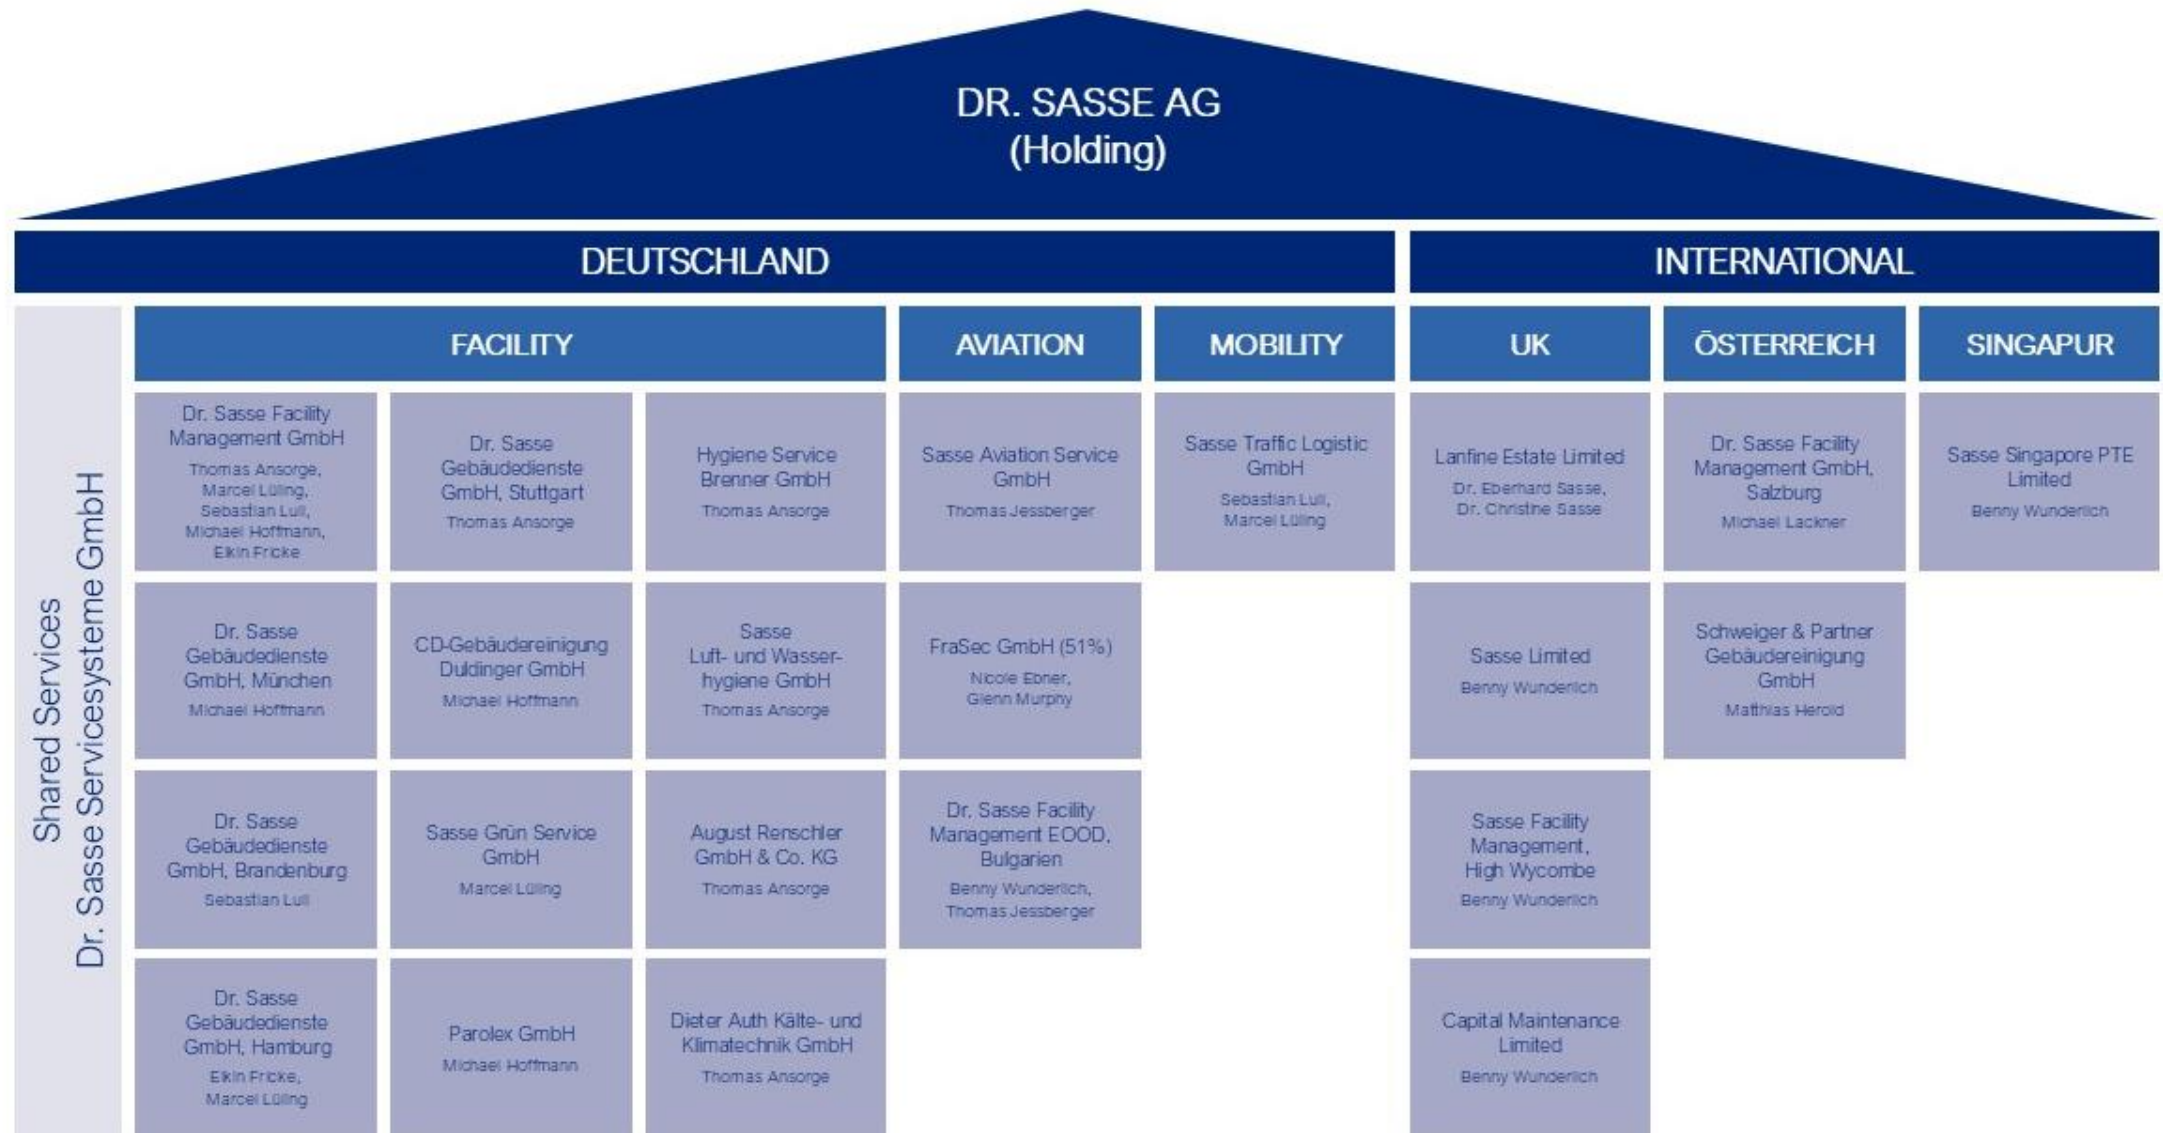 DR. SASSE AG
(Holding)
DEUTSCHLAND
INTERNATIONAL
Shared Services
Dr. Sasse Servicesysteme GmbH
FACILITY
AVIATION
MOBILITY
UK
ÖSTERREICH
SINGAPUR
Dr. Sasse Facility
Management GmbH
Thomas Ansorge,
Marcel Lüling,
Sebastian Lull,
Michael Hoffmann,
Elkin Fricke
Dr. Sasse
Gebäudedienste
GmbH, Stuttgart
Thomas Ansorge
Hygiene Service
Brenner GmbH
Thomas Ansorge
Sasse Aviation Service
GmbH
Thomas Jessberger
Sasse Traffic Logistic
GmbH
Sebastian Lull,
Marcel Lüling
Lanfine Estate Limited
Dr. Eberhard Sasse,
Dr. Christine Sasse
Dr. Sasse Facility
Management GmbH,
Salzburg
Michael Lackner
Sasse Singapore PTE
Limited
Benny Wunderlich
Dr. Sasse
Gebäudedienste
GmbH, München
Michael Hoffmann
CD-Gebäudereinigung
Duldinger GmbH
Michael Hoffmann
Sasse
Luft- und Wasser-
hygiene GmbH
Thomas Ansorge
FraSec GmbH (51%)
Nicole Ebner,
Glenn Murphy
Sasse Limited
Benny Wunderlich
Schweiger & Partner
Gebäudereinigung
GmbH
Matthias Herold
Dr. Sasse
Gebäudedienste
GmbH, Brandenburg
Sebastian Lull
Sasse Grün Service
GmbH
Marcel Lüling
August Renschler
GmbH & Co. KG
Thomas Ansorge
Dr. Sasse Facility
Management EOOD,
Bulgarien
Benny Wunderlich,
Thomas Jessberger
Sasse Facility
Management,
High Wycombe
Benny Wunderlich
Dr. Sasse
Gebäudedienste
GmbH, Hamburg
Elkin Fricke,
Marcel Lüling
Parolex GmbH
Michael Hoffmann
Dieter Auth Kälte- und
Klimatechnik GmbH
Thomas Ansorge
Capital Maintenance
Limited
Benny Wunderlich